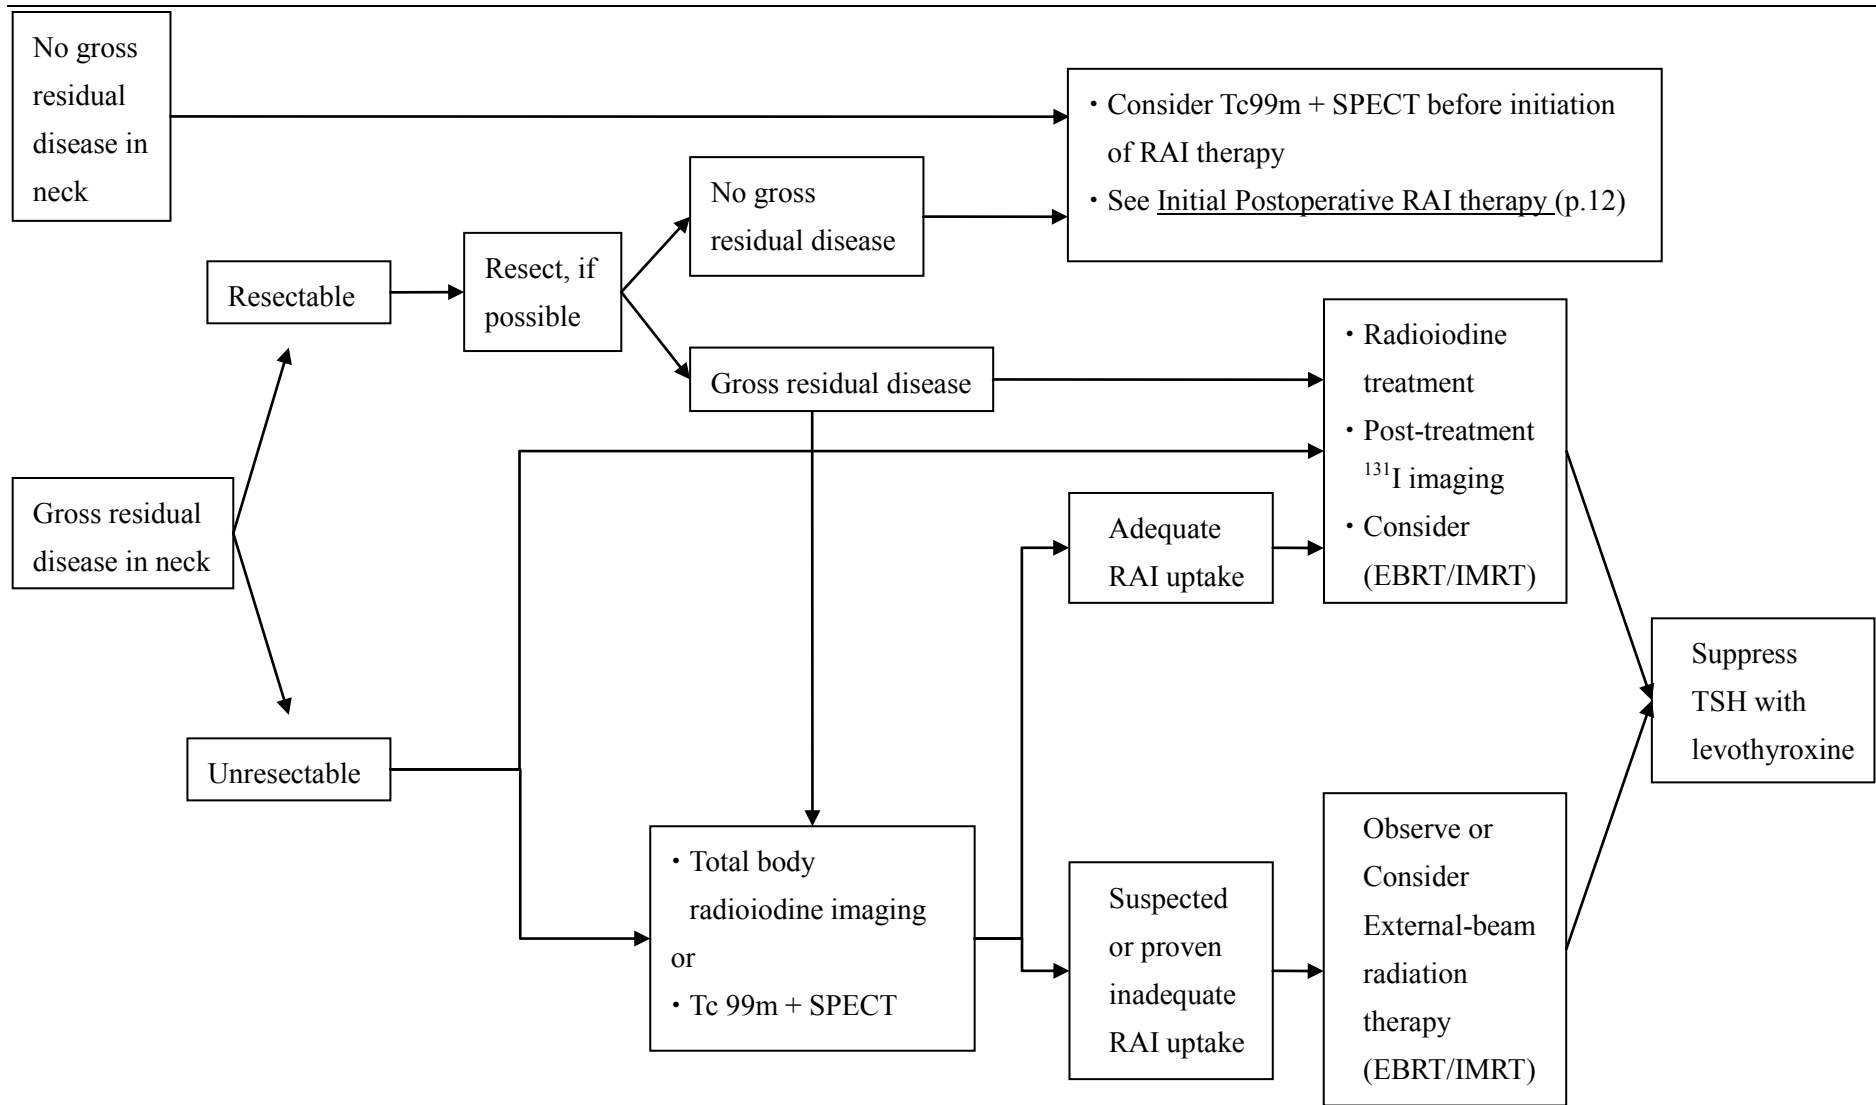 No gross
residual
disease in
neck
・Consider Tc99m + SPECT before initiation
of RAI therapy
・See Initial Postoperative RAI therapy (p.12)
No gross
residual disease
Resectable
Resect, if
possible
Gross residual disease
・Radioiodine
treatment
・Post-treatment
¹³¹I imaging
・Consider
(EBRT/IMRT)
Gross residual
disease in neck
Adequate
RAI uptake
Suppress
TSH with
levothyroxine
Unresectable
・Total body
radioiodine imaging
or
・Tc 99m + SPECT
Suspected
or proven
inadequate
RAI uptake
Observe or
Consider
External-beam
radiation
therapy
(EBRT/IMRT)